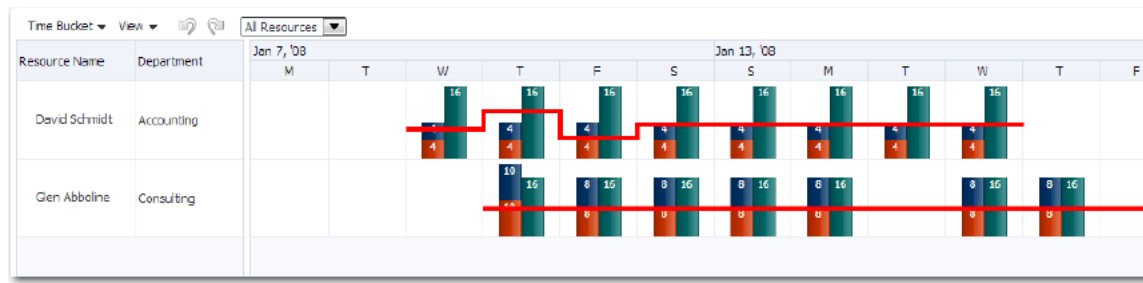 Time Bucket View All Resources
Jan 7, '08 Jan 13, '08
Resource Name Department
M T W T F S S M T W T F
16 16 16 16 16 16 16 16
David Schmidt Accounting
4 4 4 4 4 4 4
4 4 4 4 4 4 4 4
10
16 8 16 8 16 8 16 8 16 8 16 8 16
Glen Abboline Consulting
8 8 8 8 8 8